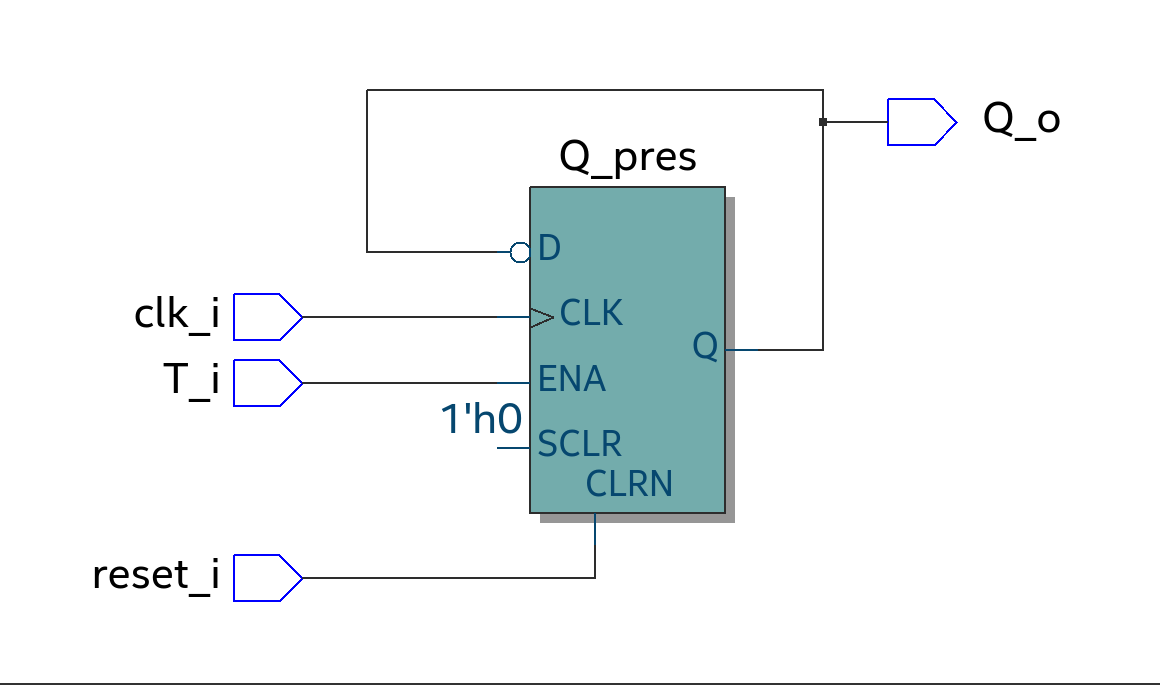 Q_o
Q_pres
D
clk_i
CLK
Q
T_i
ENA
1'h0
SCLR
CLRN
reset_i